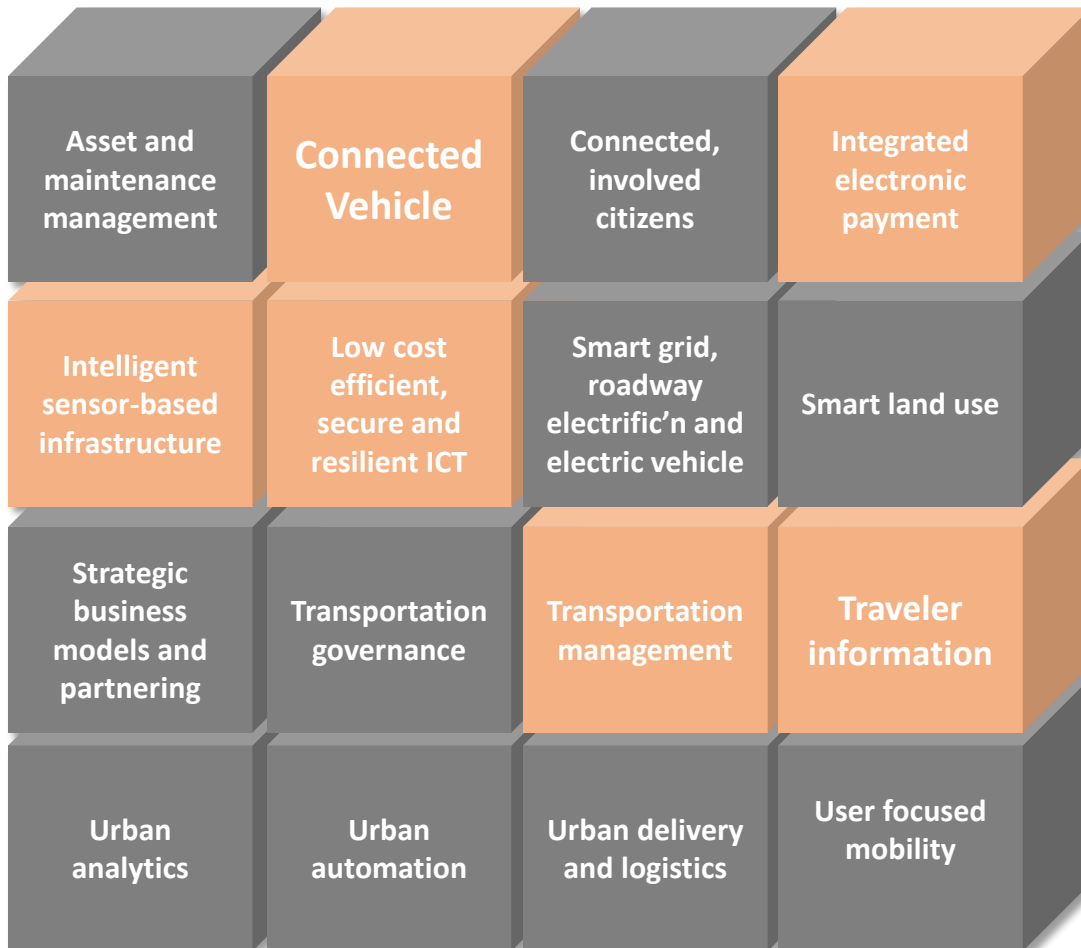 Asset and
maintenance
management
Connected
Vehicle
Connected,
involved
citizens
Integrated
electronic
payment
Intelligent
sensor-based
infrastructure
Low cost
efficient,
secure and
resilient ICT
Smart grid,
roadway
electrific’n and
electric vehicle
Smart land use
Strategic
business
models and
partnering
Transportation
governance
Transportation
management
Traveler
information
Urban
analytics
Urban
automation
Urban delivery
and logistics
User focused
mobility